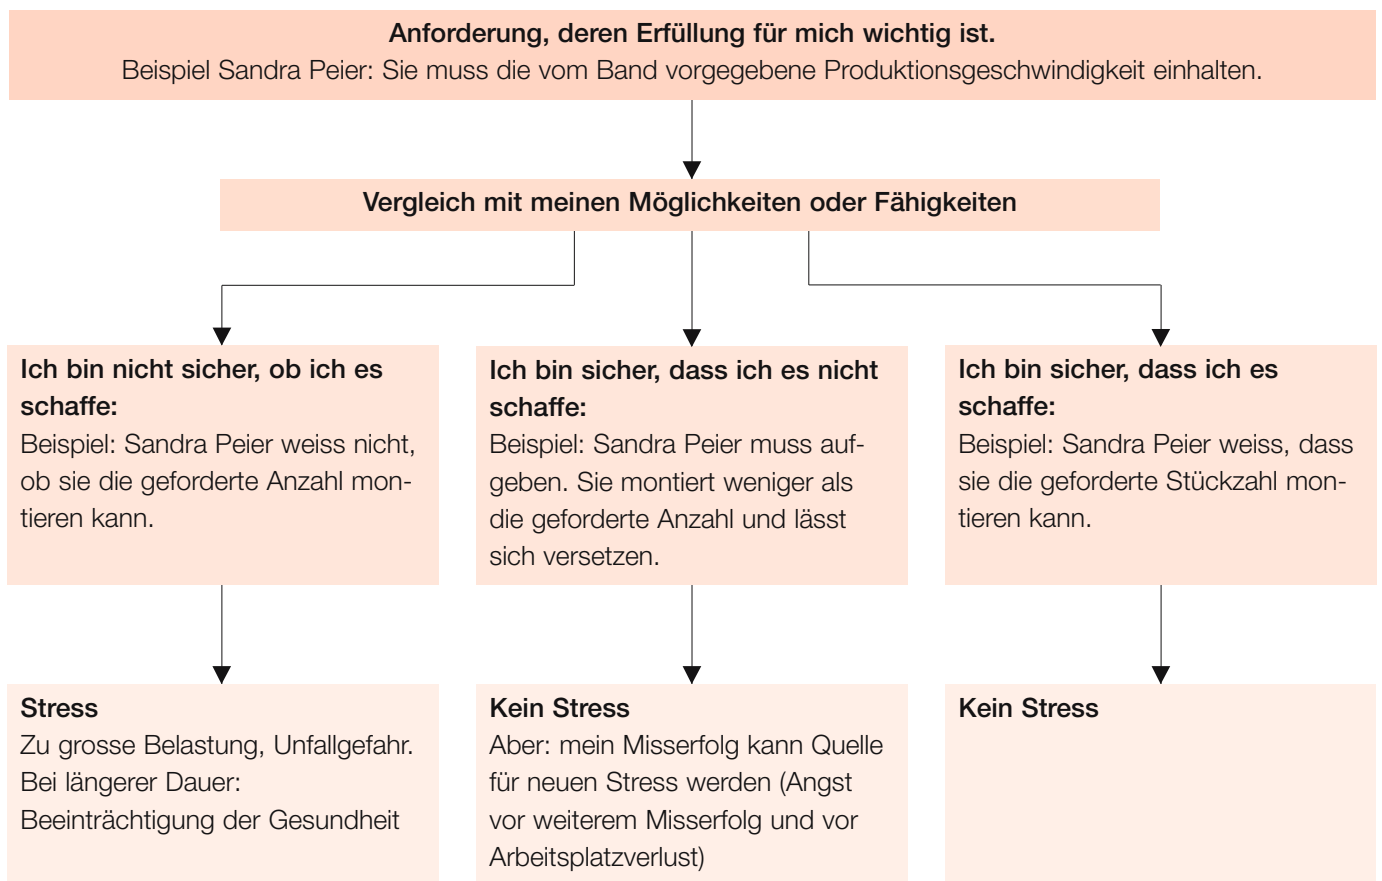 Anforderung, deren Erfüllung für mich wichtig ist.
Beispiel Sandra Peier: Sie muss die vom Band vorgegebene Produktionsgeschwindigkeit einhalten.
Vergleich mit meinen Möglichkeiten oder Fähigkeiten
Ich bin nicht sicher, ob ich es
schaffe:
Beispiel: Sandra Peier weiss nicht,
ob sie die geforderte Anzahl mon-
tieren kann.
Ich bin sicher, dass ich es nicht
schaffe:
Beispiel: Sandra Peier muss auf-
geben. Sie montiert weniger als
die geforderte Anzahl und lässt
sich versetzen.
Ich bin sicher, dass ich es
schaffe:
Beispiel: Sandra Peier weiss, dass
sie die geforderte Stückzahl mon-
tieren kann.
Stress
Zu grosse Belastung, Unfallgefahr.
Bei längerer Dauer:
Beeinträchtigung der Gesundheit
Kein Stress
Aber: mein Misserfolg kann Quelle
für neuen Stress werden (Angst
vor weiterem Misserfolg und vor
Arbeitsplatzverlust)
Kein Stress